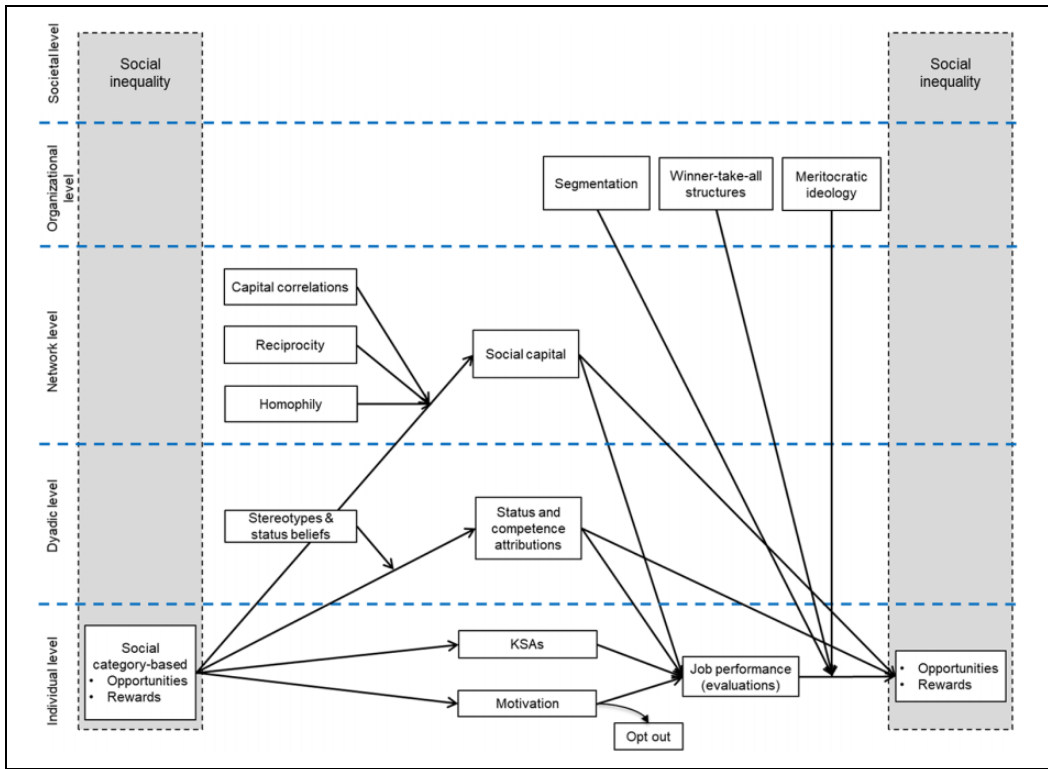 Societal level
Social
inequality
Social
inequality
Organizational
level
Segmentation
Winner-take-all
structures
Meritocratic
ideology
Network level
Capital correlations
Reciprocity
Social capital
Homophily
Dyadic level
Stereotypes &
status beliefs
Status and
competence
attributions
Individual level
Social
category-based
• Opportunities
• Rewards
KSAs
Motivation
Job performance
(evaluations)
• Opportunities
• Rewards
Opt out